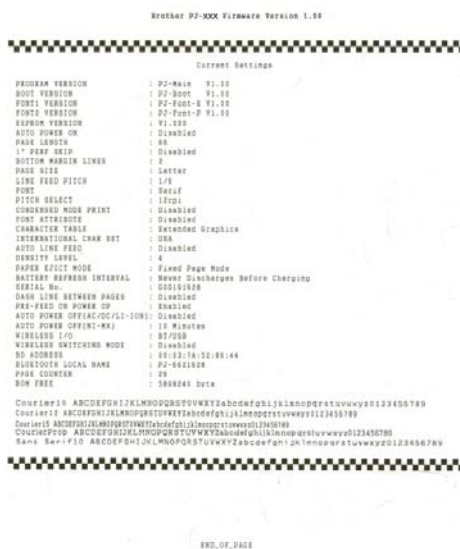 Brother PJ-XXX Firmware Version 1.00
Current Settings
PROGRAM VERSION : PJ-Main V1.00
BOOT VERSION : PJ-Boot V1.00
FONT1 VERSION : PJ-Font-E V1.00
FONT2 VERSION : PJ-Font-P V1.00
EEPROM VERSION : V1.000
AUTO POWER ON : Disabled
PAGE LENGTH : 66
1" PERF SKIP : Disabled
BOTTOM MARGIN LINES : 2
PAGE SIZE : Letter
LINE FEED PITCH : 1/6
FONT : Serif
PITCH SELECT : 12cpi
CONDENSED MODE PRINT : Disabled
FONT ATTRIBUTE : Disabled
CHARACTER TABLE : Extended Graphics
INTERNATIONAL CHAR SET : USA
AUTO LINE FEED : Disabled
DENSITY LEVEL : 6
PAPER EJECT MODE : Fixed Page Mode
BATTERY REFRESH INTERVAL : Never Discharges Before Charging
SERIAL No. :
DASH LINE BETWEEN PAGES : Disabled
PRE-FEED ON POWER UP : Enabled
AUTO POWER OFF(AC/DC/LI-ION): Disabled
AUTO POWER OFF(NI-MH) : 10 Minutes
WIRELESS I/O : BT/USB
WIRELESS SWITCHING MODE : Disabled
BD ADDRESS :
BLUETOOTH LOCAL NAME :
PAGE COUNTER :
ROM FREE : byte
Courier10 ABCDEFGHIJKLMNOPQRSTUVWXYZabcdefghijklmnopqrstuvwxyz0123456789
Courier12 ABCDEFGHIJKLMNOPQRSTUVWXYZabcdefghijklmnopqrstuvwxyz0123456789
Courier15 ABCDEFGHIJKLMNOPQRSTUVWXYZabcdefghijklmnopqrstuvwxyz0123456789
CourierProp ABCDEFGHIJKLMNOPQRSTUVWXYZabcdefghijklmnopqrstuvwxyz0123456789
Sans Serif10 ABCDEFGHIJKLMNOPQRSTUVWXYZabcdefghijklmnopqrstuvwxyz0123456789
END_OF_PAGE